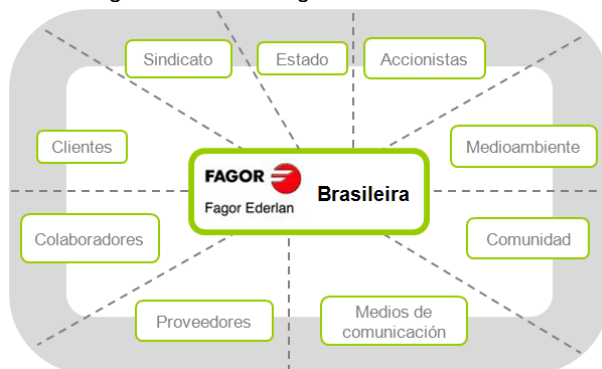 Sindicato
Estado
Accionistas
Clientes
Medioambiente
FAGOR
Fagor Ederlan
Brasileira
Colaboradores
Comunidad
Proveedores
Medios de
comunicación